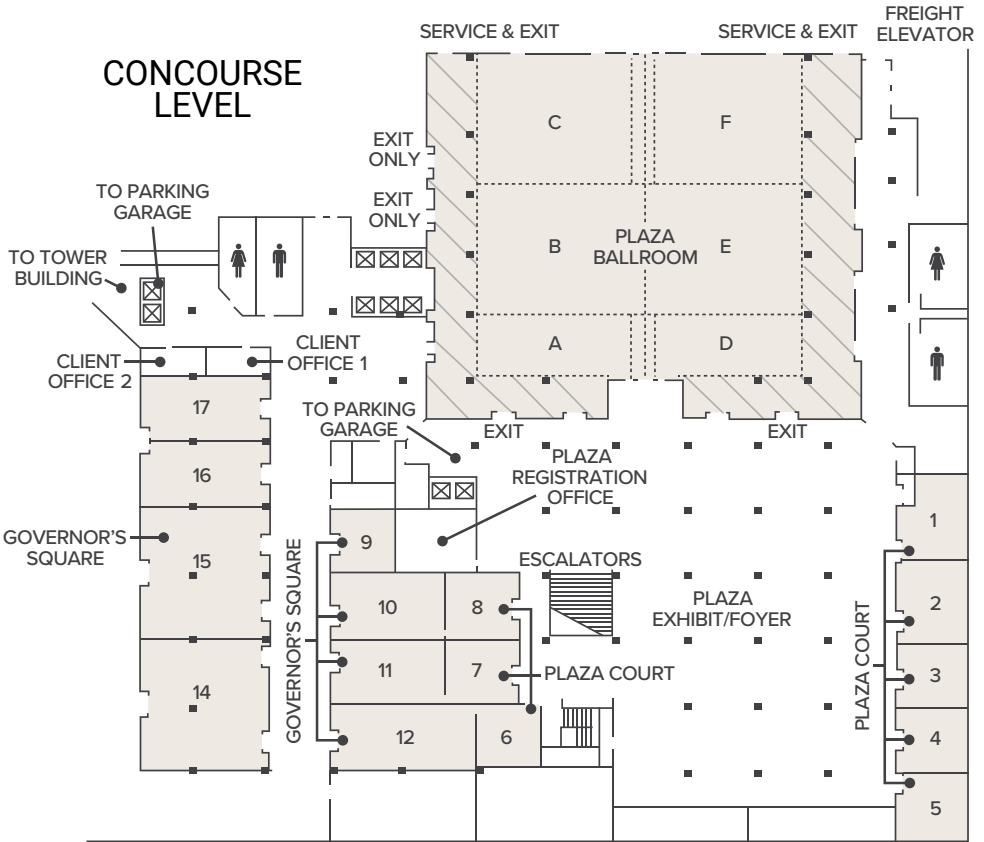 SERVICE & EXIT
SERVICE & EXIT
FREIGHT
ELEVATOR
CONCOURSE
LEVEL
C
F
EXIT
ONLY
TO PARKING
GARAGE
EXIT
ONLY
TO TOWER
BUILDING
B
PLAZA
BALLROOM
E
A
D
CLIENT
OFFICE 1
CLIENT
OFFICE 2
17
TO PARKING
GARAGE
EXIT
EXIT
PLAZA
REGISTRATION
OFFICE
16
GOVERNOR'S
SQUARE
15
14
GOVERNOR'S SQUARE
9
10
8
11
7
12
6
ESCALATORS
PLAZA
EXHIBIT/FOYER
PLAZA COURT
PLAZA COURT
1
2
3
4
5